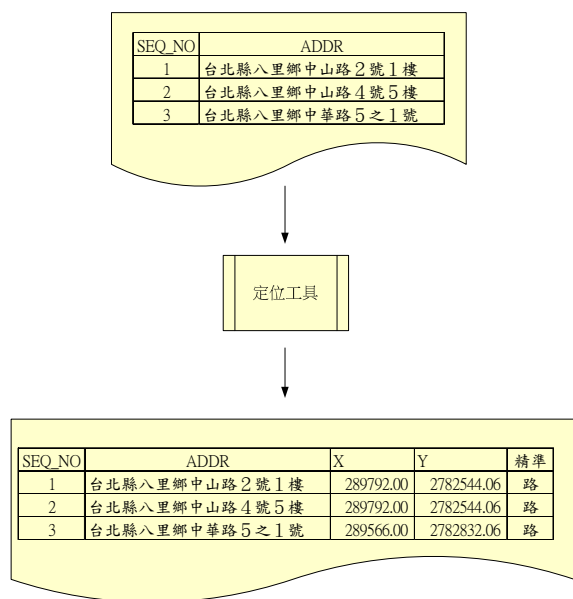 SEQ_NO ADDR
1 台北縣八里鄉中山路２號１樓
2 台北縣八里鄉中山路４號５樓
3 台北縣八里鄉中華路５之１號
定位工具
SEQ_NO ADDR X Y 精準
1 台北縣八里鄉中山路２號１樓 289792.00 2782544.06 路
2 台北縣八里鄉中山路４號５樓 289792.00 2782544.06 路
3 台北縣八里鄉中華路５之１號 289566.00 2782832.06 路